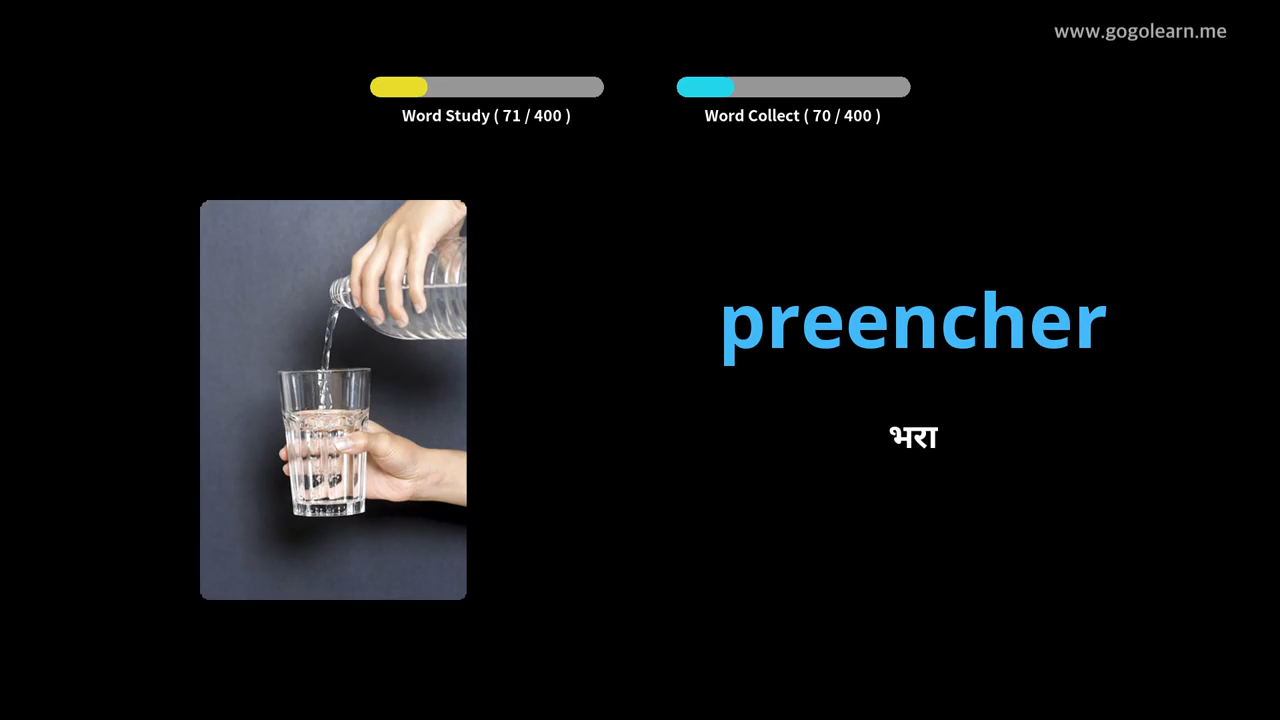 www.gogolearn.me
Word Study ( 71 / 400 )
Word Collect ( 70 / 400 )
preencher
भरा